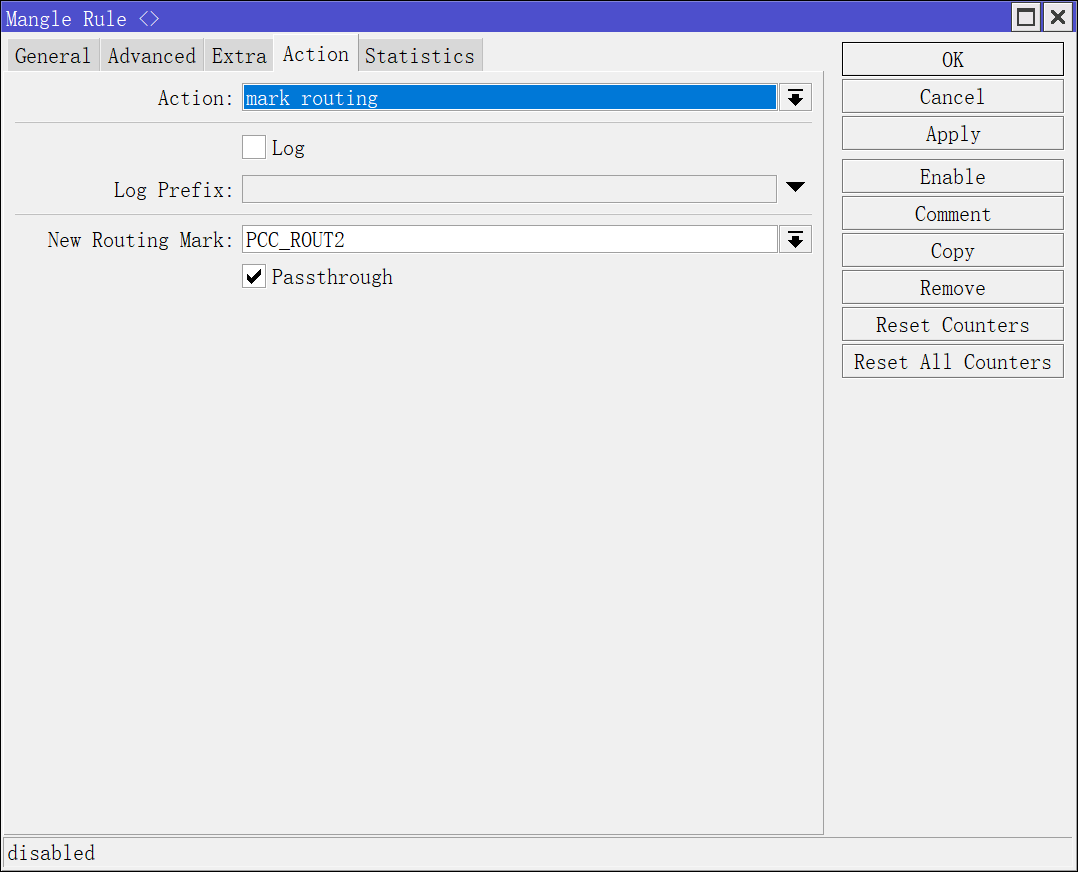 Mangle Rule <>
General Advanced Extra Action Statistics
Action: mark routing
Log
Log Prefix:
New Routing Mark: PCC_ROUT2
Passthrough
OK
Cancel
Apply
Enable
Comment
Copy
Remove
Reset Counters
Reset All Counters
disabled